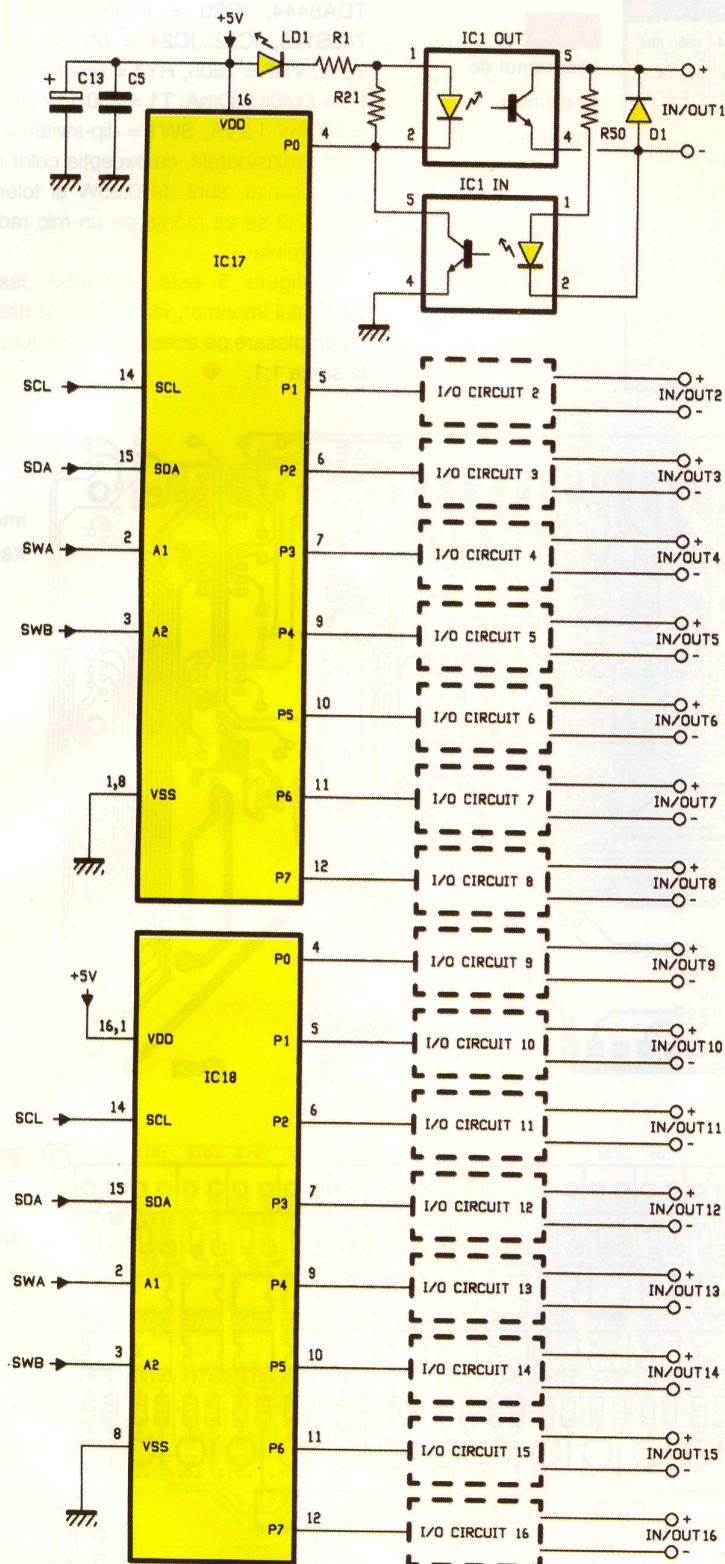 +5V
LD1 R1
IC1 OUT
1 5
+
C13 C5
+
R21
IN/OUT1
16
VDD
P0 4
2 4
R50 D1
-
IC1 IN
5 1
IC17
4 2
SCL 14 SCL P1 5 I/O CIRCUIT 2 + IN/OUT2 -
SDA 15 SDA P2 6 I/O CIRCUIT 3 + IN/OUT3 -
SWA 2 A1 P3 7 I/O CIRCUIT 4 + IN/OUT4 -
SWB 3 A2 P4 9 I/O CIRCUIT 5 + IN/OUT5 -
P5 10 I/O CIRCUIT 6 + IN/OUT6 -
1,8 VSS P6 11 I/O CIRCUIT 7 + IN/OUT7 -
P7 12 I/O CIRCUIT 8 + IN/OUT8 -
P0 4 I/O CIRCUIT 9 + IN/OUT9 -
+5V
16,1 VDD P1 5 I/O CIRCUIT 10 + IN/OUT10 -
IC18
SCL 14 SCL P2 6 I/O CIRCUIT 11 + IN/OUT11 -
SDA 15 SDA P3 7 I/O CIRCUIT 12 + IN/OUT12 -
SWA 2 A1 P4 9 I/O CIRCUIT 13 + IN/OUT13 -
SWB 3 A2 P5 10 I/O CIRCUIT 14 + IN/OUT14 -
8 VSS P6 11 I/O CIRCUIT 15 + IN/OUT15 -
P7 12 I/O CIRCUIT 16 + IN/OUT16 -